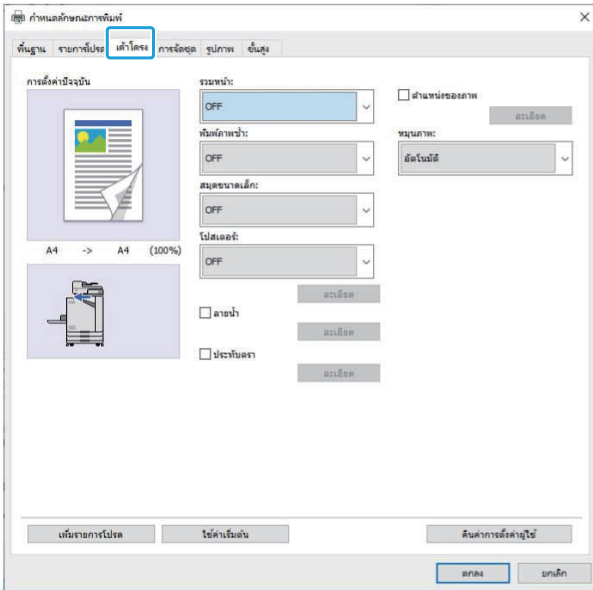 กำหนดลักษณะการพิมพ์
พื้นฐาน รายการโปรด เค้าโครง การจัดชุด รูปภาพ ขั้นสูง
การตั้งค่าปัจจุบัน
A4 -> A4 (100%)
รวมหน้า:
OFF
พิมพ์ภาพซ้ำ:
OFF
สมุดขนาดเล็ก:
OFF
โปสเตอร์:
OFF
ละเอียด
ลายน้ำ
ละเอียด
ประทับตรา
ละเอียด
ตำแหน่งของภาพ
ละเอียด
หมุนภาพ:
อัตโนมัติ
เพิ่มรายการโปรด ใช้ค่าเริ่มต้น คืนค่าการตั้งค่าผู้ใช้
ตกลง ยกเลิก